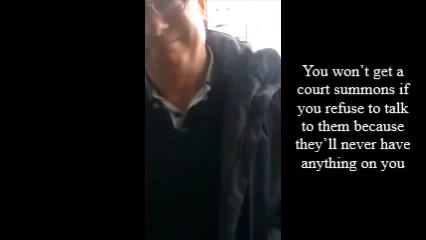 You won't get a
court summons if
you refuse to talk
to them because
they'll never have
anything on you